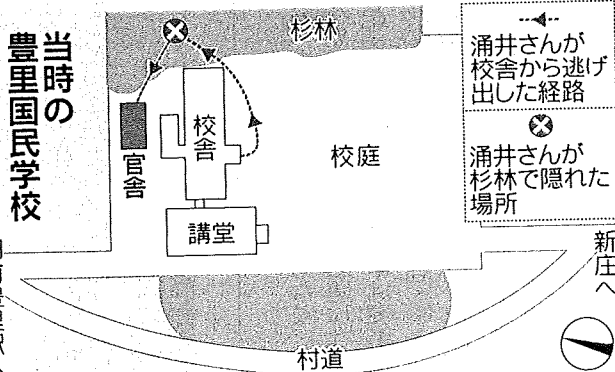 当時の
豊里国民学校
杉林
校舎
官舎
講堂
校庭
村道
新庄へ
涌井さんが
校舎から逃げ
出した経路
涌井さんが
杉林で隠れた
場所